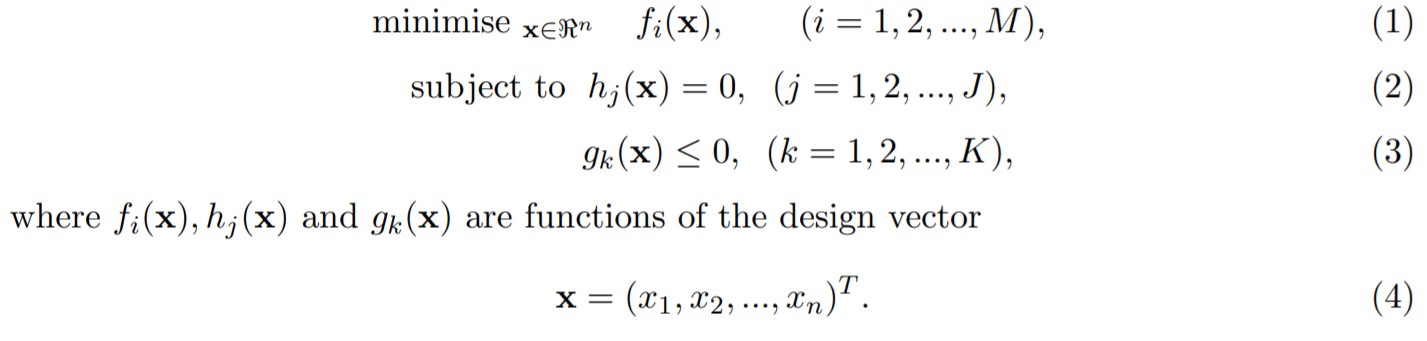 minimise 𝐱∈ℜⁿ fᵢ(𝐱), (i = 1, 2, ..., M), (1)
subject to hⱼ(𝐱) = 0, (j = 1, 2, ..., J), (2)
gₖ(𝐱) ≤ 0, (k = 1, 2, ..., K), (3)
where fᵢ(𝐱), hⱼ(𝐱) and gₖ(𝐱) are functions of the design vector
𝐱 = (x₁, x₂, ..., xₙ)ᵀ. (4)